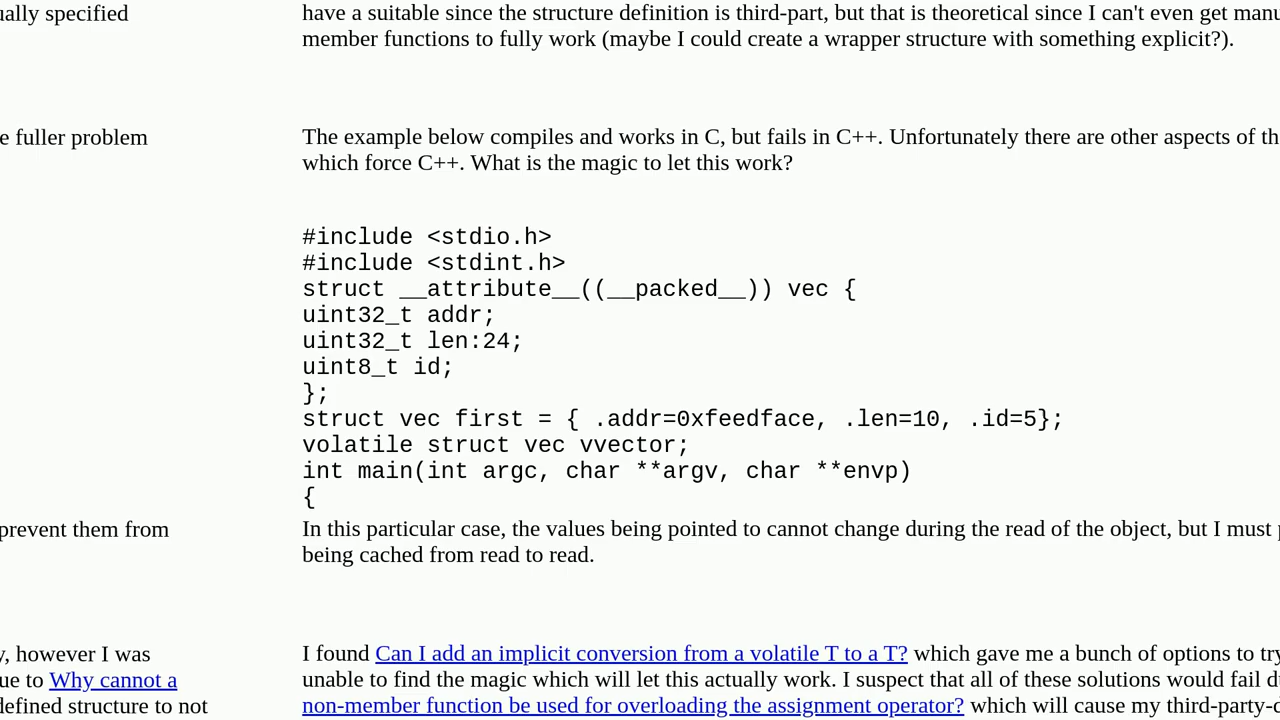 ually specified
e fuller problem
prevent them from
y, however I was
ue to Why cannot a
defined structure to not
have a suitable since the structure definition is third-part, but that is theoretical since I can't even get manu
member functions to fully work (maybe I could create a wrapper structure with something explicit?).
The example below compiles and works in C, but fails in C++. Unfortunately there are other aspects of th
which force C++. What is the magic to let this work?
#include <stdio.h>
#include <stdint.h>
struct __attribute__((__packed__)) vec {
uint32_t addr;
uint32_t len:24;
uint8_t id;
};
struct vec first = { .addr=0xfeedface, .len=10, .id=5};
volatile struct vec vvector;
int main(int argc, char **argv, char **envp)
{
In this particular case, the values being pointed to cannot change during the read of the object, but I must p
being cached from read to read.
I found Can I add an implicit conversion from a volatile T to a T? which gave me a bunch of options to try
unable to find the magic which will let this actually work. I suspect that all of these solutions would fail du
non-member function be used for overloading the assignment operator? which will cause my third-party-d